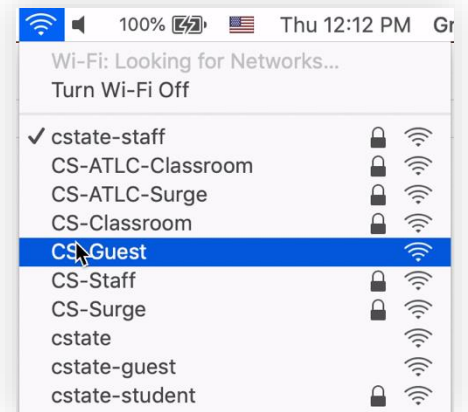 100% Thu 12:12 PM Gr
Wi-Fi: Looking for Networks...
Turn Wi-Fi Off
✓ cstate-staff
CS-ATLC-Classroom
CS-ATLC-Surge
CS-Classroom
CS-Guest
CS-Staff
CS-Surge
cstate
cstate-guest
cstate-student